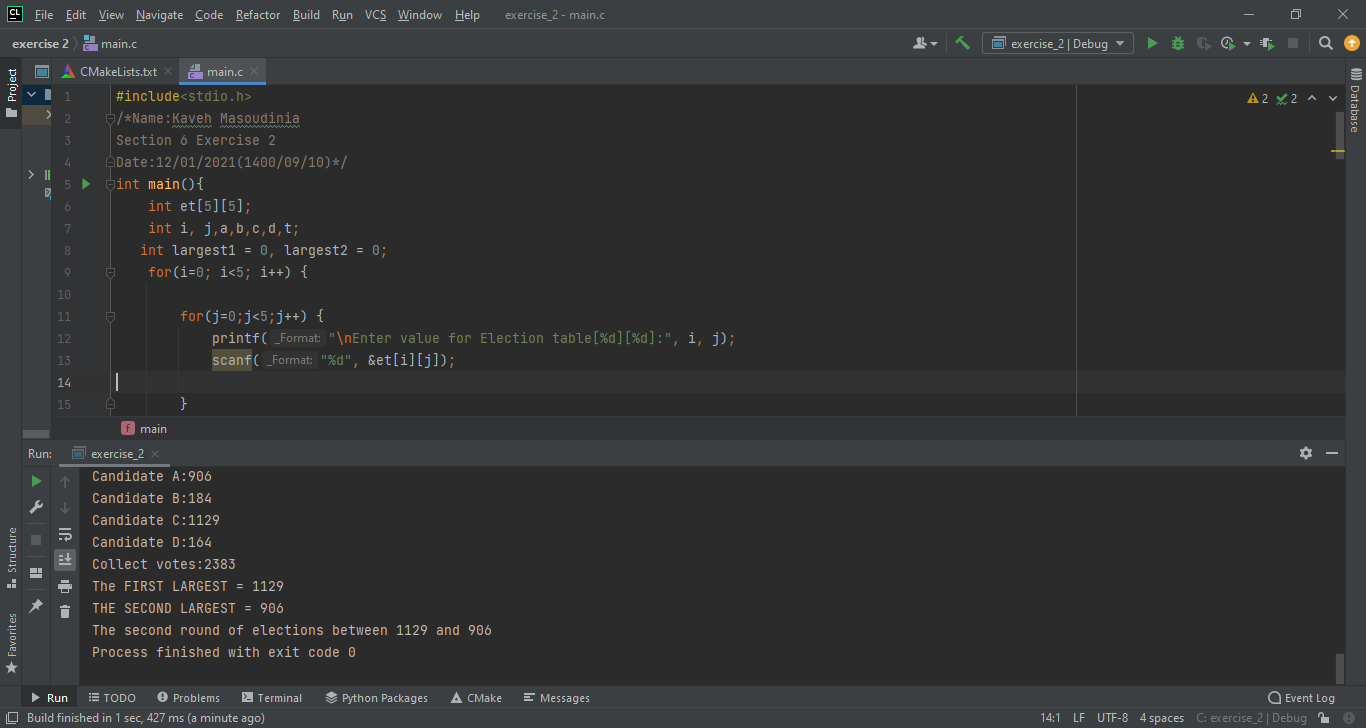 CL File Edit View Navigate Code Refactor Build Run VCS Window Help exercise_2 - main.c
exercise 2 main.c exercise_2 | Debug
Project CMakeLists.txt main.c
1 #include<stdio.h> 2 2
2 /*Name:Kaveh Masoudinia
3 Section 6 Exercise 2
4 Date:12/01/2021(1400/09/10)*/
5 int main(){
6 int et[5][5];
7 int i, j,a,b,c,d,t;
8 int largest1 = 0, largest2 = 0;
9 for(i=0; i<5; i++) {
10
11 for(j=0;j<5;j++) {
12 printf( _Format: "\nEnter value for Election table[%d][%d]:", i, j);
13 scanf( _Format: "%d", &et[i][j]);
14
15 }
Database
f main
Run: exercise_2
Candidate A:906
Candidate B:184
Candidate C:1129
Candidate D:164
Collect votes:2383
The FIRST LARGEST = 1129
THE SECOND LARGEST = 906
The second round of elections between 1129 and 906
Process finished with exit code 0
Structure
Favorites
Run TODO Problems Terminal Python Packages CMake Messages Event Log
Build finished in 1 sec, 427 ms (a minute ago) 14:1 LF UTF-8 4 spaces C: exercise_2 | Debug